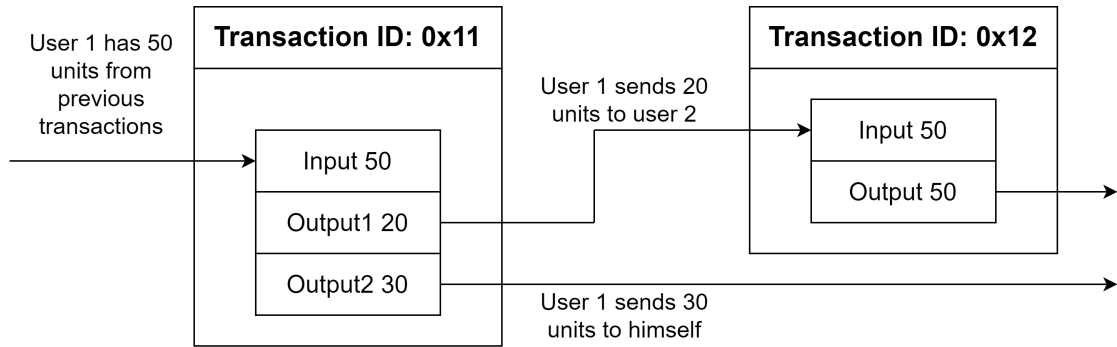 User 1 has 50
units from
previous
transactions
Transaction ID: 0x11
Input 50
Output1 20
Output2 30
User 1 sends 20
units to user 2
User 1 sends 30
units to himself
Transaction ID: 0x12
Input 50
Output 50